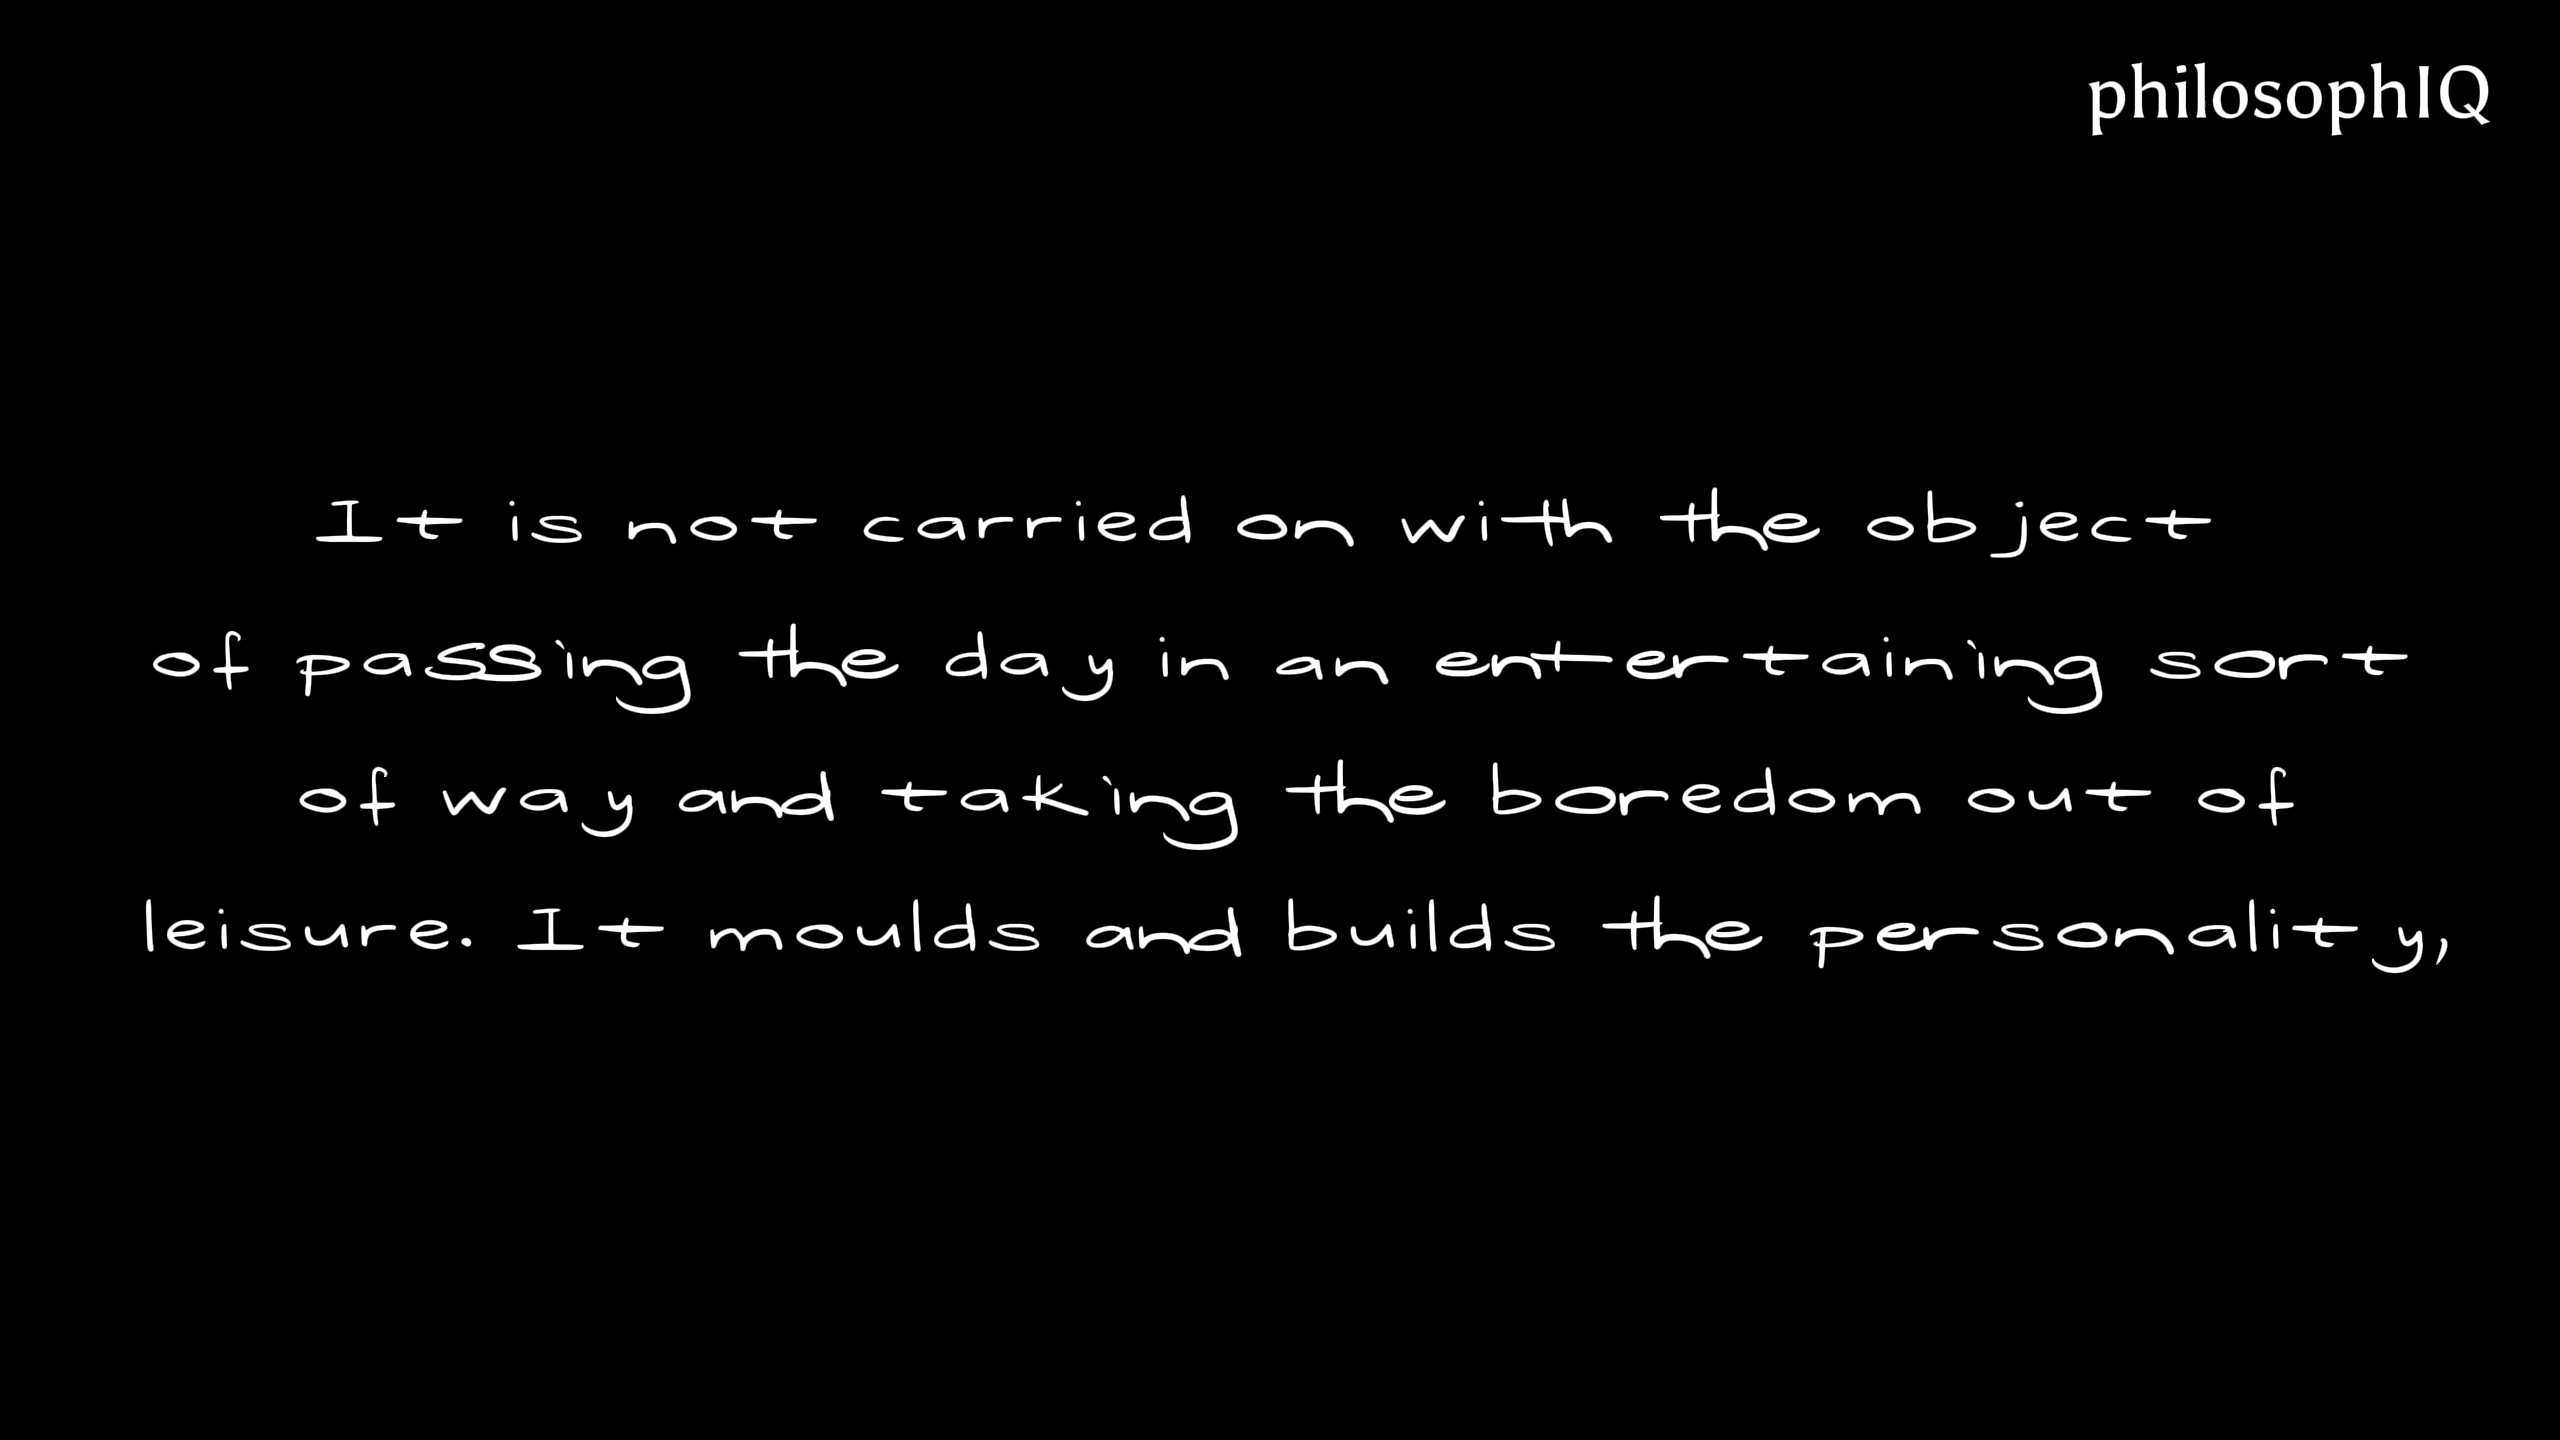 philosophIQ
It is not carried on with the object
of passing the day in an entertaining sort
of way and taking the boredom out of
leisure. It moulds and builds the personality,